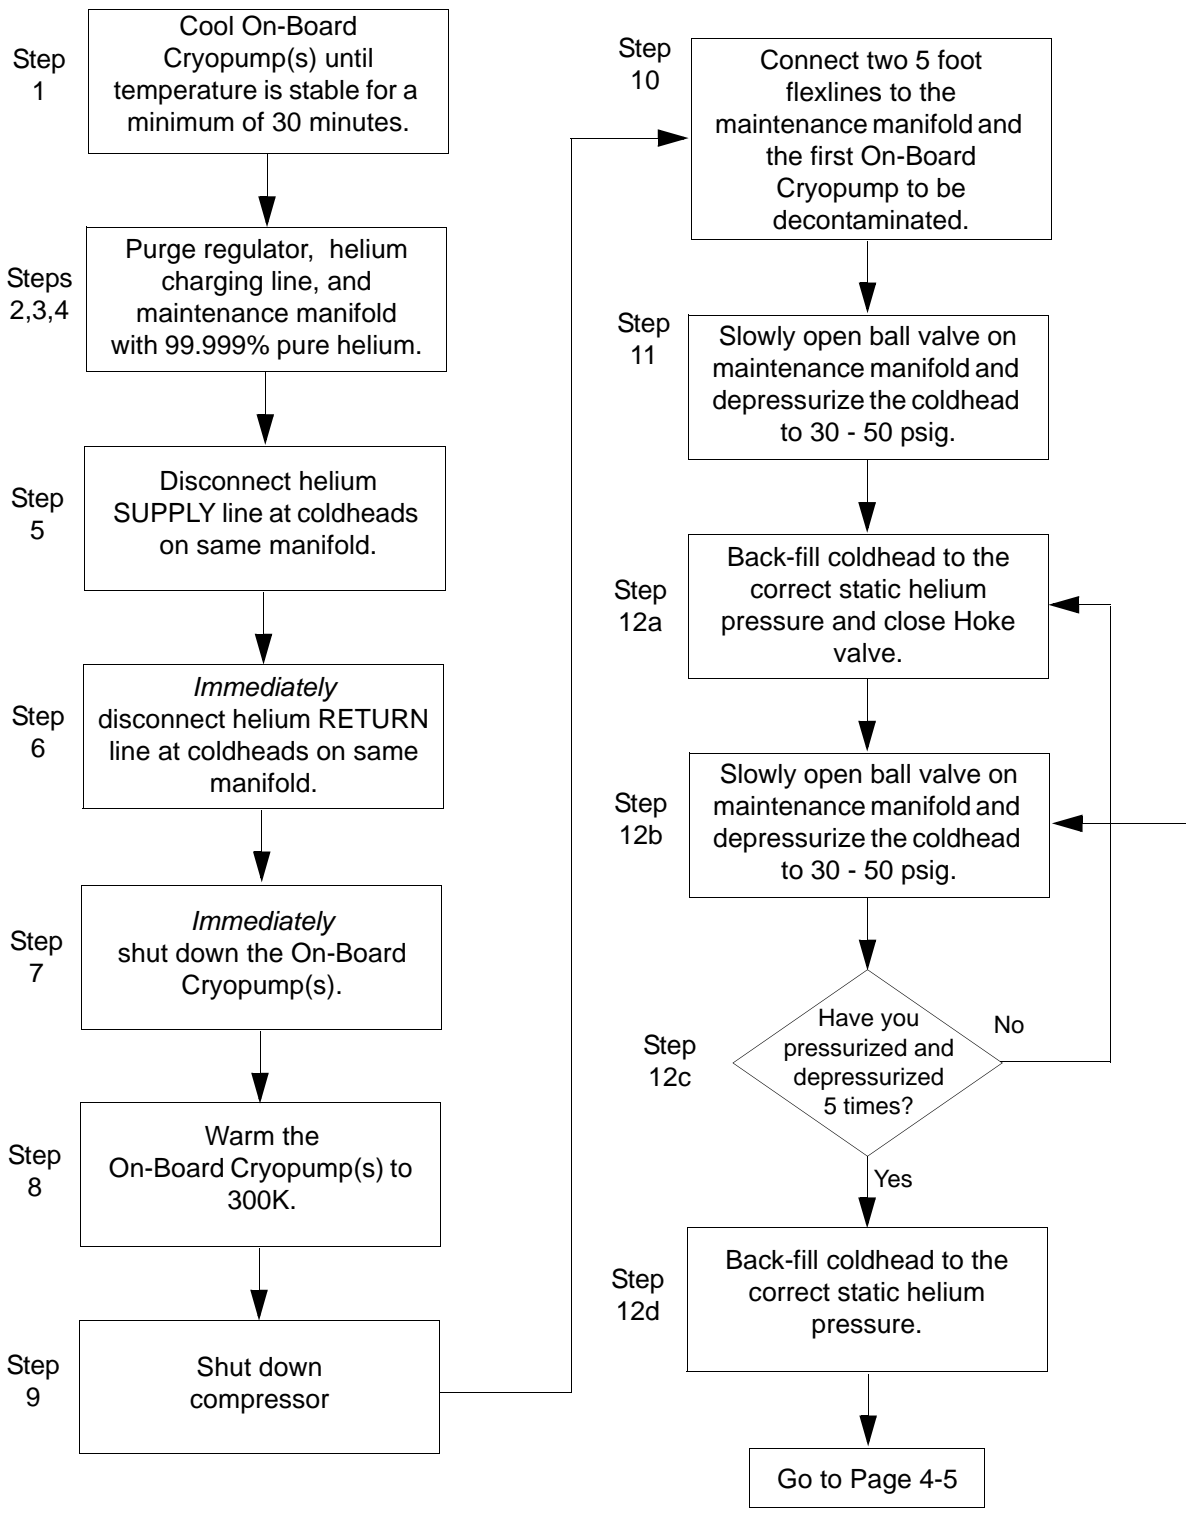 Step
1
Cool On-Board
Cryopump(s) until
temperature is stable for a
minimum of 30 minutes.
Steps
2,3,4
Purge regulator, helium
charging line, and
maintenance manifold
with 99.999% pure helium.
Step
5
Disconnect helium
SUPPLY line at coldheads
on same manifold.
Step
6
Immediately
disconnect helium RETURN
line at coldheads on same
manifold.
Step
7
Immediately
shut down the On-Board
Cryopump(s).
Step
8
Warm the
On-Board Cryopump(s) to
300K.
Step
9
Shut down
compressor
Step
10
Connect two 5 foot
flexlines to the
maintenance manifold and
the first On-Board
Cryopump to be
decontaminated.
Step
11
Slowly open ball valve on
maintenance manifold and
depressurize the coldhead
to 30 - 50 psig.
Step
12a
Back-fill coldhead to the
correct static helium
pressure and close Hoke
valve.
Step
12b
Slowly open ball valve on
maintenance manifold and
depressurize the coldhead
to 30 - 50 psig.
Step
12c
Have you
pressurized and
depressurized
5 times?
No
Yes
Step
12d
Back-fill coldhead to the
correct static helium
pressure.
Go to Page 4-5